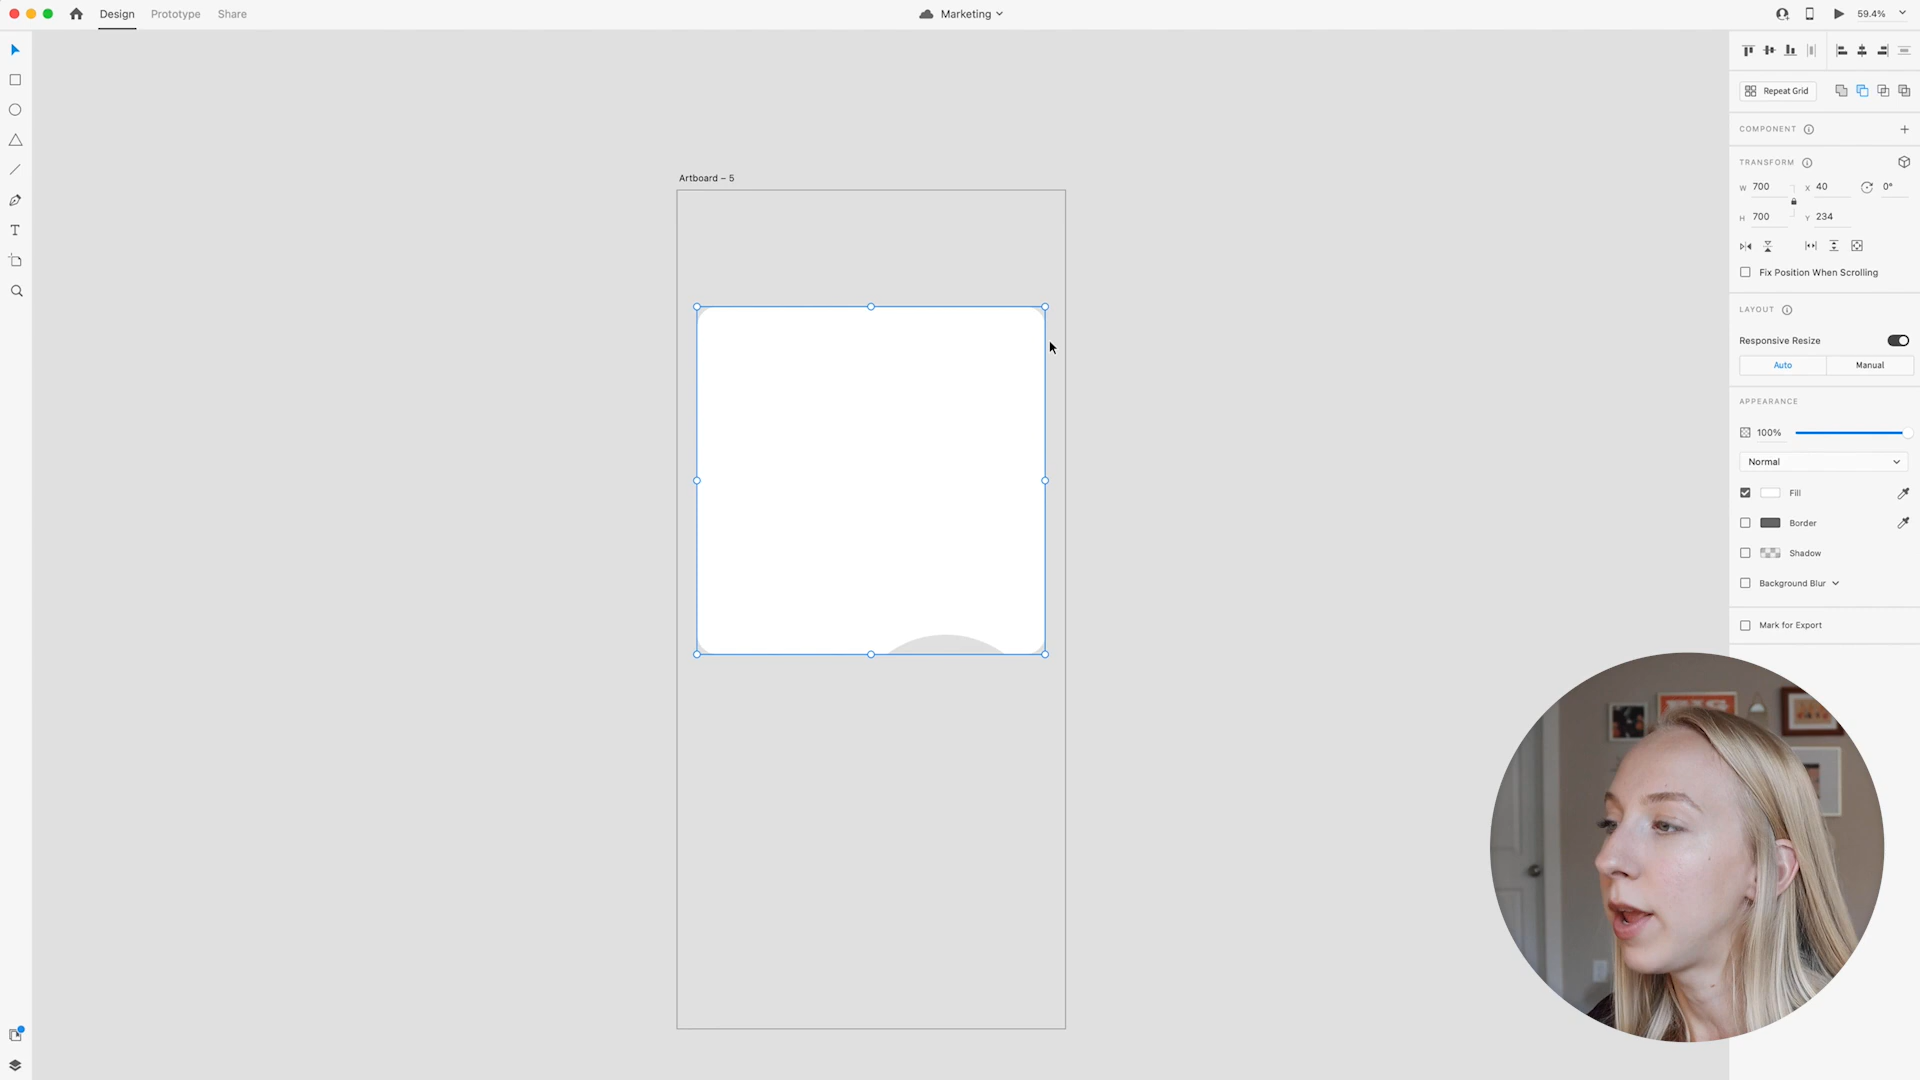 Design
Prototype
Share
Marketing
59.4%
Artboard – 5
Repeat Grid
COMPONENT
TRANSFORM
W 700
X 40
0°
H 700
Y 234
Fix Position When Scrolling
LAYOUT
Responsive Resize
Auto
Manual
APPEARANCE
100%
Normal
Fill
Border
Shadow
Background Blur
Mark for Export
T